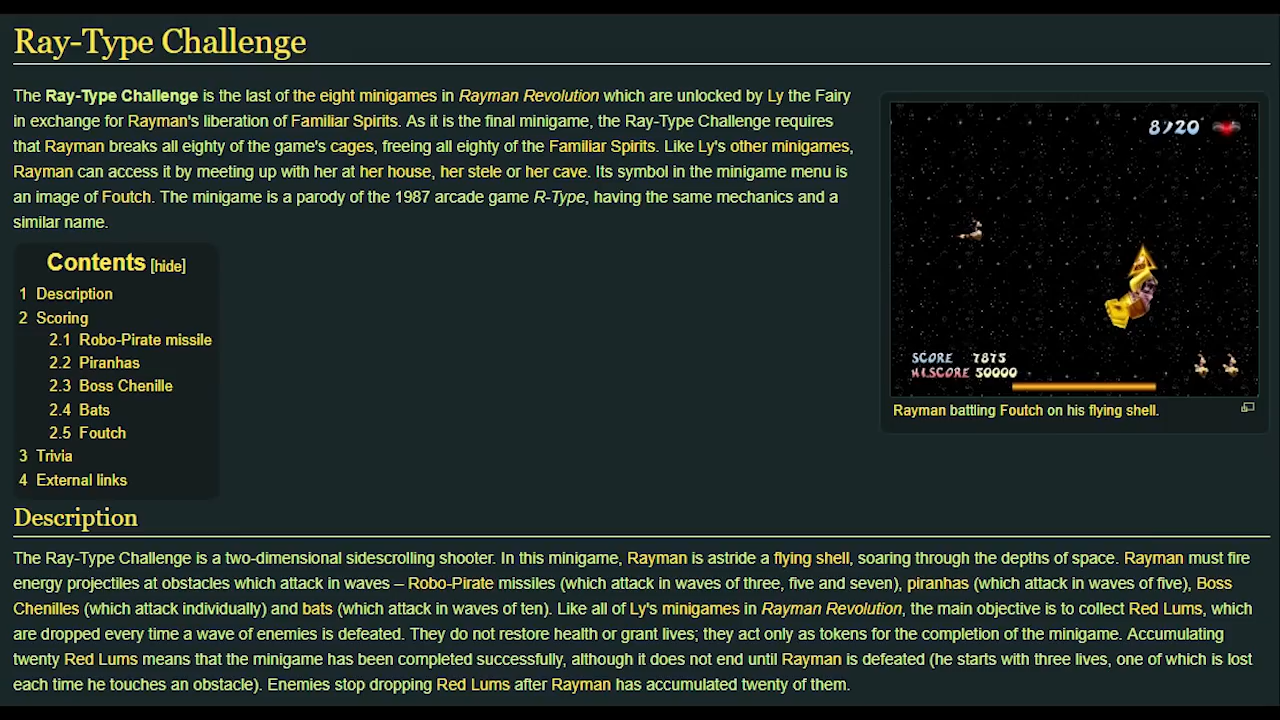 Ray-Type Challenge
The Ray-Type Challenge is the last of the eight minigames in Rayman Revolution which are unlocked by Ly the Fairy
in exchange for Rayman's liberation of Familiar Spirits. As it is the final minigame, the Ray-Type Challenge requires
that Rayman breaks all eighty of the game's cages, freeing all eighty of the Familiar Spirits. Like Ly's other minigames,
Rayman can access it by meeting up with her at her house, her stele or her cave. Its symbol in the minigame menu is
an image of Foutch. The minigame is a parody of the 1987 arcade game R-Type, having the same mechanics and a
similar name.
8/20
SCORE 7875
HI.SCORE 50000
Rayman battling Foutch on his flying shell.
Contents [hide]
1 Description
2 Scoring
2.1 Robo-Pirate missile
2.2 Piranhas
2.3 Boss Chenille
2.4 Bats
2.5 Foutch
3 Trivia
4 External links
Description
The Ray-Type Challenge is a two-dimensional sidescrolling shooter. In this minigame, Rayman is astride a flying shell, soaring through the depths of space. Rayman must fire
energy projectiles at obstacles which attack in waves – Robo-Pirate missiles (which attack in waves of three, five and seven), piranhas (which attack in waves of five), Boss
Chenilles (which attack individually) and bats (which attack in waves of ten). Like all of Ly's minigames in Rayman Revolution, the main objective is to collect Red Lums, which
are dropped every time a wave of enemies is defeated. They do not restore health or grant lives; they act only as tokens for the completion of the minigame. Accumulating
twenty Red Lums means that the minigame has been completed successfully, although it does not end until Rayman is defeated (he starts with three lives, one of which is lost
each time he touches an obstacle). Enemies stop dropping Red Lums after Rayman has accumulated twenty of them.